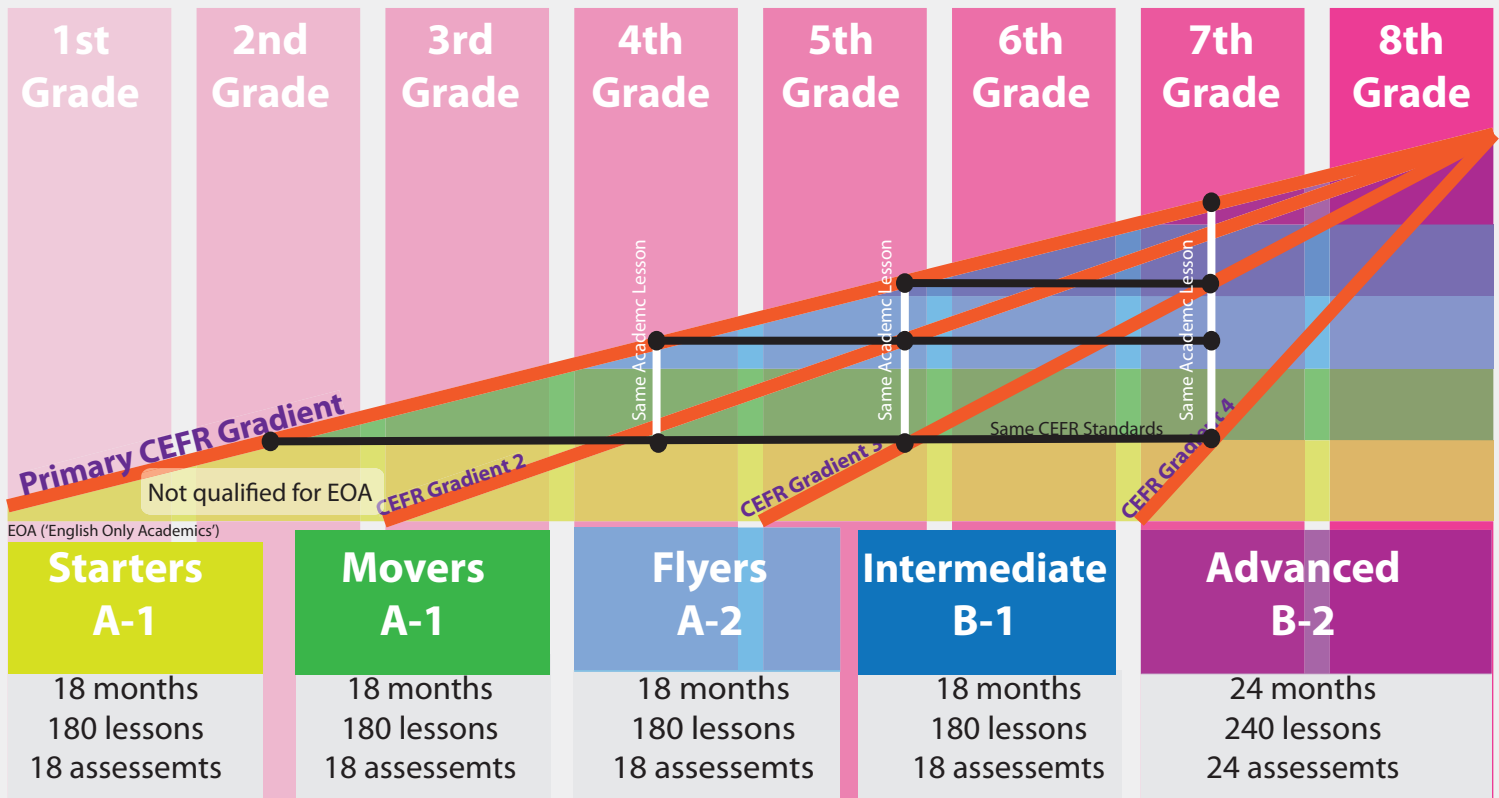 1st
Grade
2nd
Grade
3rd
Grade
4th
Grade
5th
Grade
6th
Grade
7th
Grade
8th
Grade
Same Academc Lesson
Same Academc Lesson
Same Academc Lesson
Primary CEFR Gradient
Not qualified for EOA
CEFR Gradient 2
CEFR Gradient 3
CEFR Gradient 4
Same CEFR Standards
EOA ('English Only Academics')
Starters
A-1
18 months
180 lessons
18 assessemts
Movers
A-1
18 months
180 lessons
18 assessemts
Flyers
A-2
18 months
180 lessons
18 assessemts
Intermediate
B-1
18 months
180 lessons
18 assessemts
Advanced
B-2
24 months
240 lessons
24 assessemts